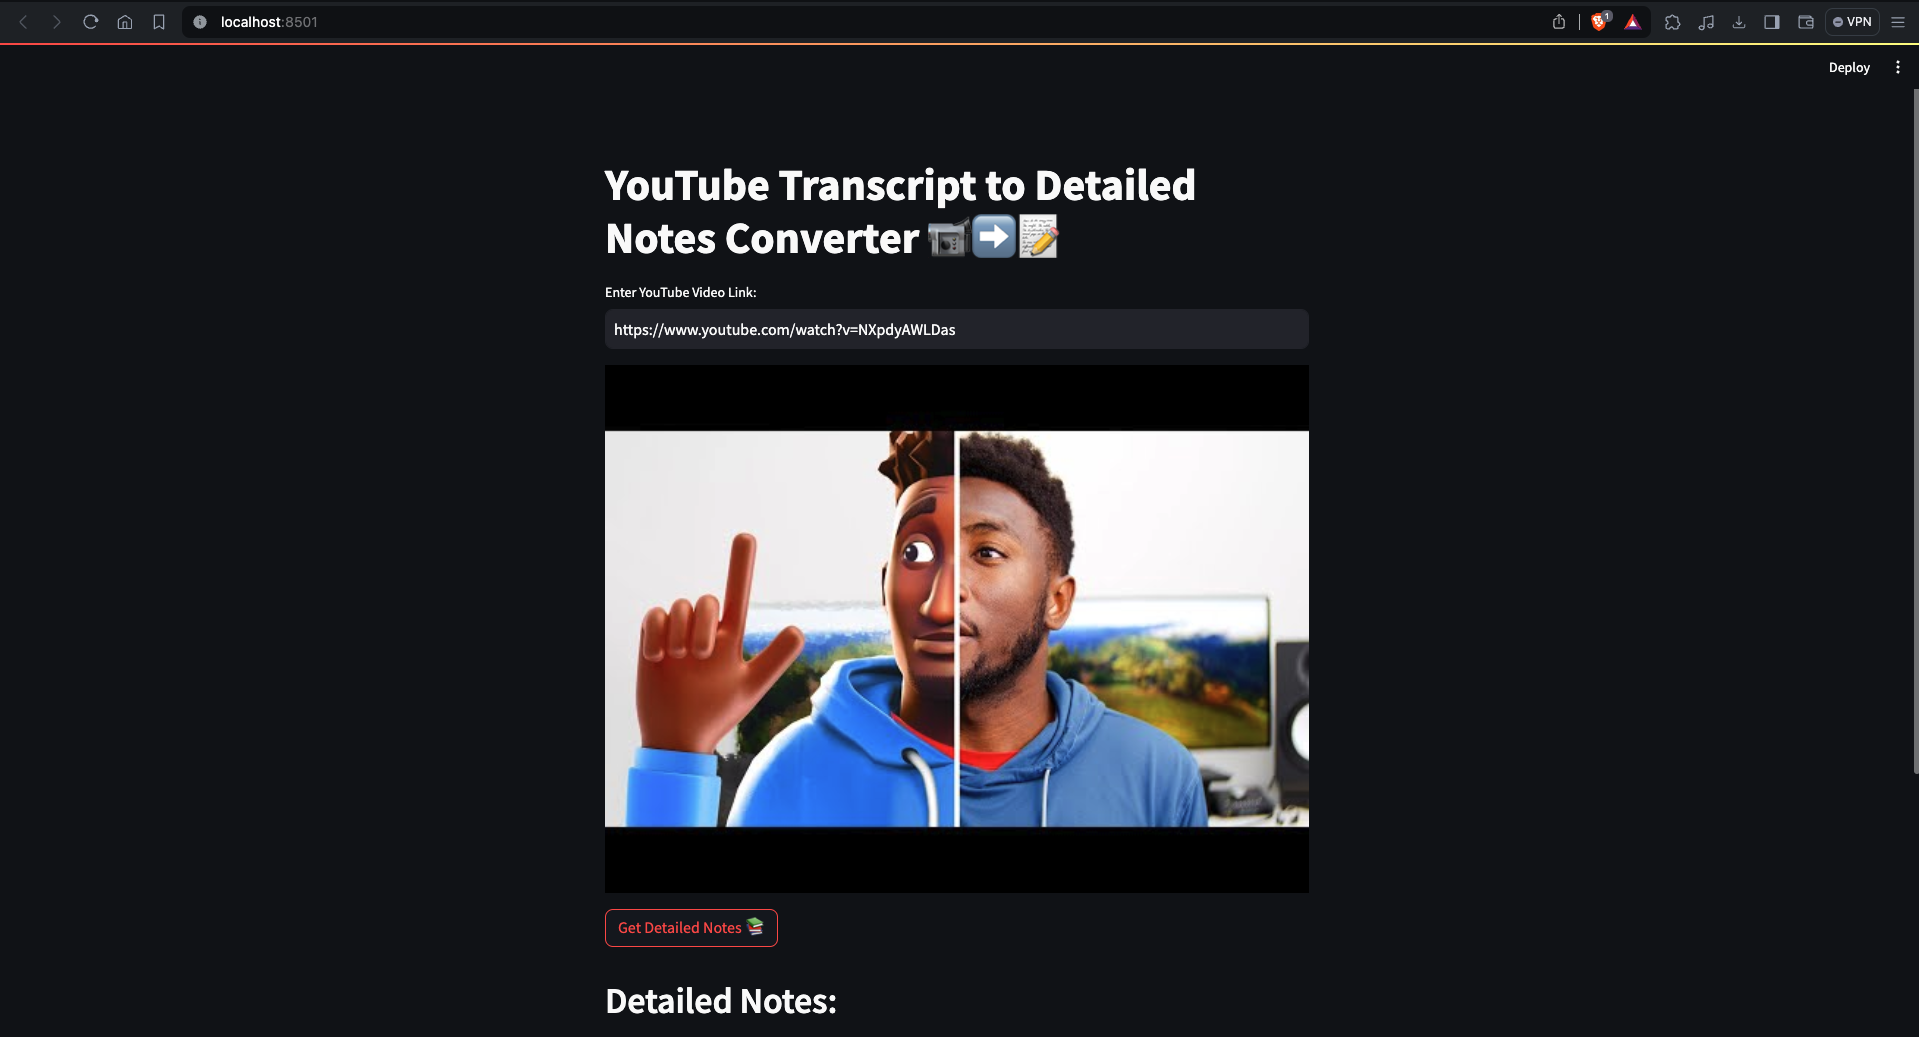 localhost:8501
1
VPN
Deploy
YouTube Transcript to Detailed
Notes Converter
Enter YouTube Video Link:
https://www.youtube.com/watch?v=NXpdyAWLDas
Get Detailed Notes
Detailed Notes: